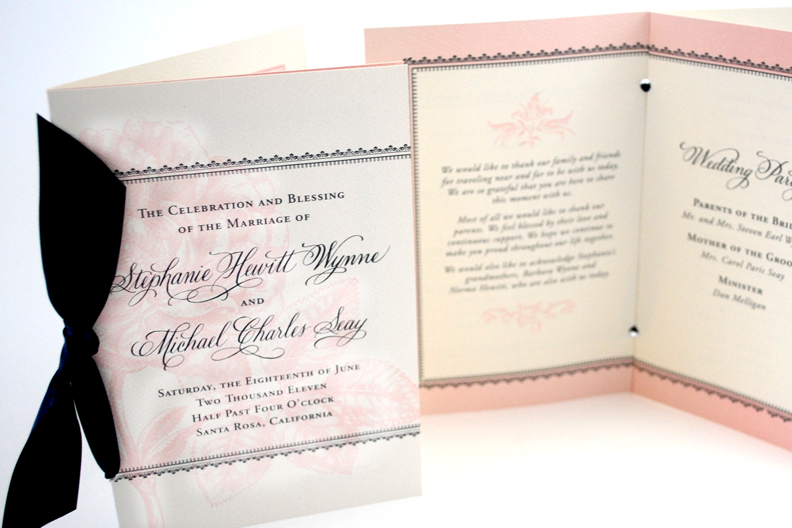 The Celebration and Blessing
of the Marriage of
Stephanie Hewitt Wynne
and
Michael Charles Seay
Saturday, the Eighteenth of June
Two Thousand Eleven
Half Past Four O'clock
Santa Rosa, California
We would like to thank our family and friends
for traveling near and far to be with us today.
We are so grateful that you are here to share
this moment with us.
Most of all we would like to thank our
parents. We feel blessed by their love and
continuous support. We hope we continue to
make you proud throughout our life together.
We would also like to acknowledge Stephanie's
grandmothers, Barbara Wynne and
Norma Hewitt, who are also with us today.
Wedding Par
Parents of the Brid
Mr. and Mrs. Steven Earl W
Mother of the Groo
Mrs. Carol Paris Seay
Minister
Dan Melligan